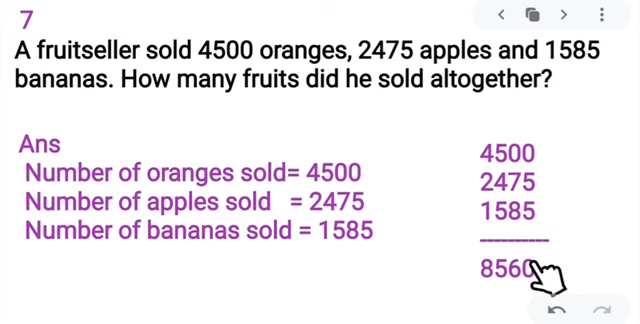 7
A fruitseller sold 4500 oranges, 2475 apples and 1585
bananas. How many fruits did he sold altogether?
Ans
Number of oranges sold= 4500
Number of apples sold = 2475
Number of bananas sold = 1585
4500
2475
1585
----------
8560